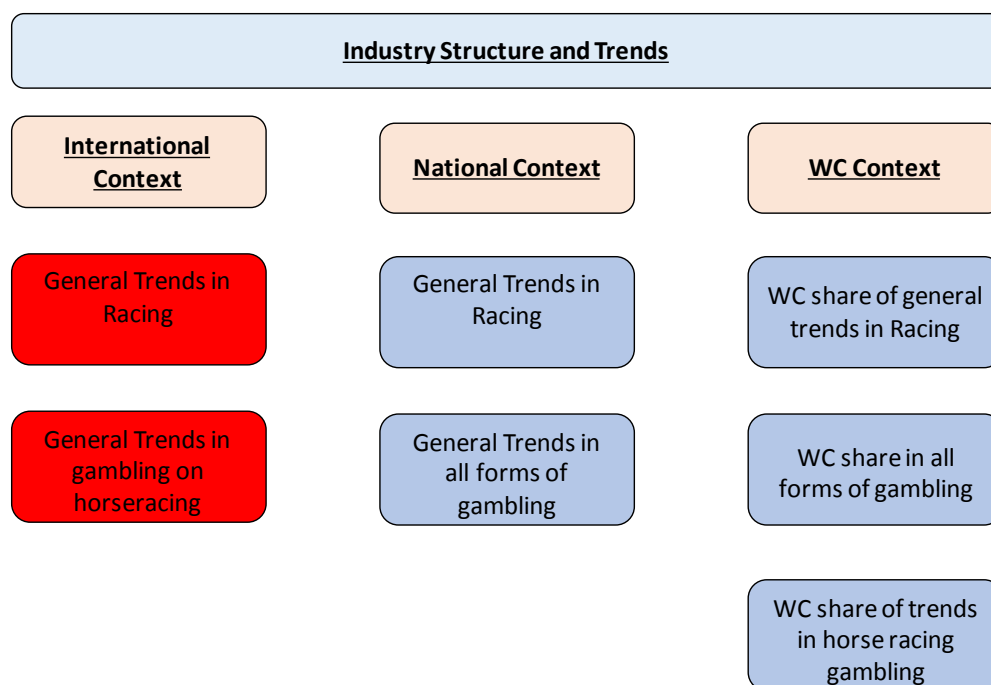 Industry Structure and Trends
International
Context
National Context
WC Context
General Trends in
Racing
General Trends in
Racing
WC share of general
trends in Racing
General Trends in
gambling on
horseracing
General Trends in
all forms of
gambling
WC share in all
forms of gambling
WC share of trends
in horse racing
gambling